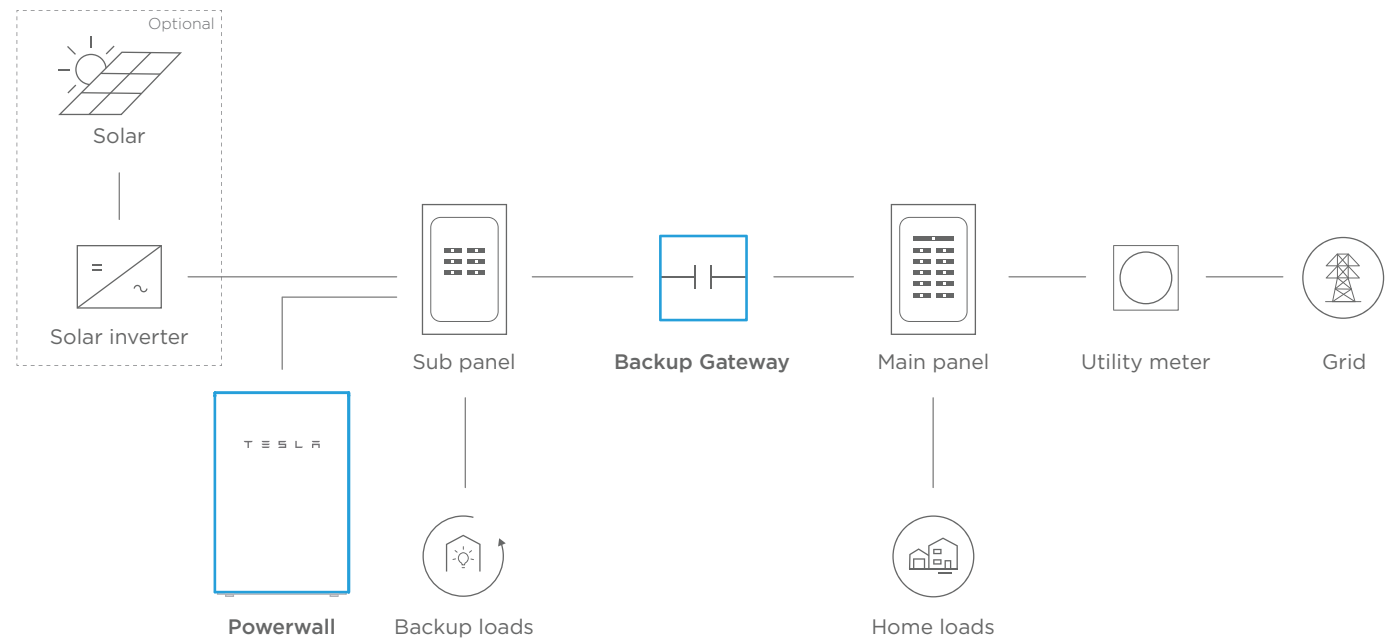 Optional
Solar
Solar inverter
Sub panel
Backup Gateway
Main panel
Utility meter
Grid
TESLA
Powerwall
Backup loads
Home loads